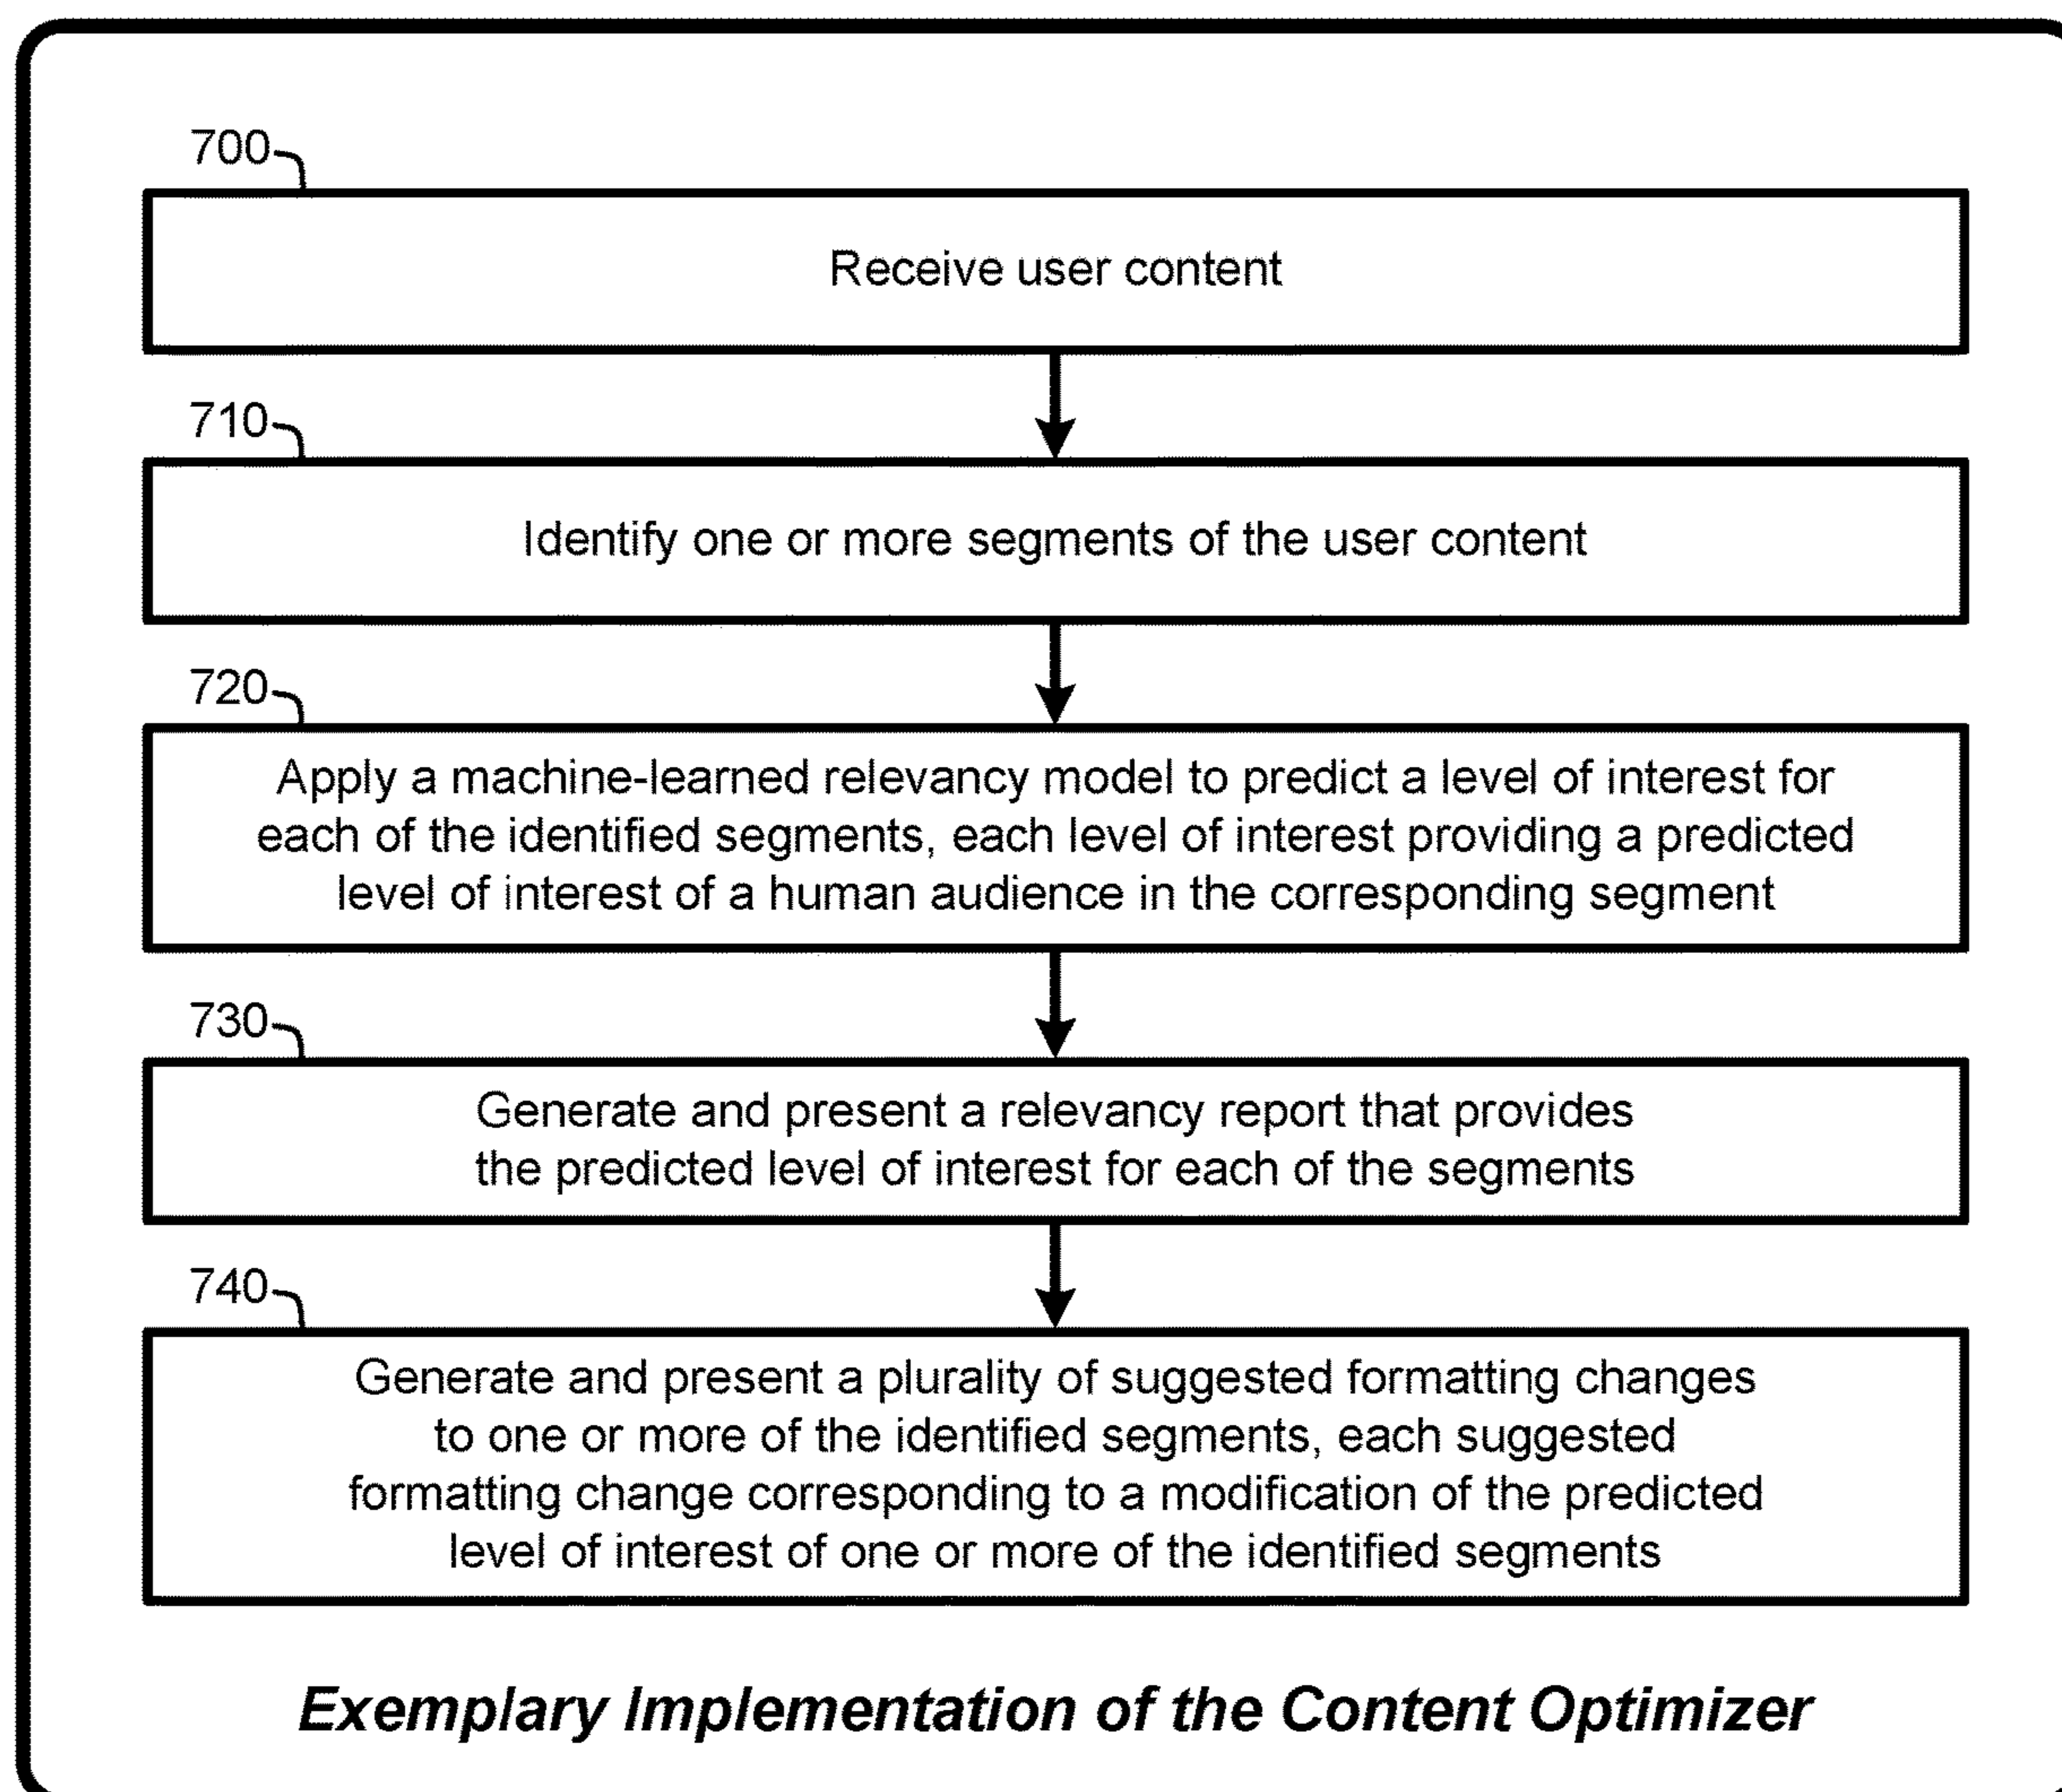 700
Receive user content
710
Identify one or more segments of the user content
720
Apply a machine-learned relevancy model to predict a level of interest for
each of the identified segments, each level of interest providing a predicted
level of interest of a human audience in the corresponding segment
730
Generate and present a relevancy report that provides
the predicted level of interest for each of the segments
740
Generate and present a plurality of suggested formatting changes
to one or more of the identified segments, each suggested
formatting change corresponding to a modification of the predicted
level of interest of one or more of the identified segments
Exemplary Implementation of the Content Optimizer